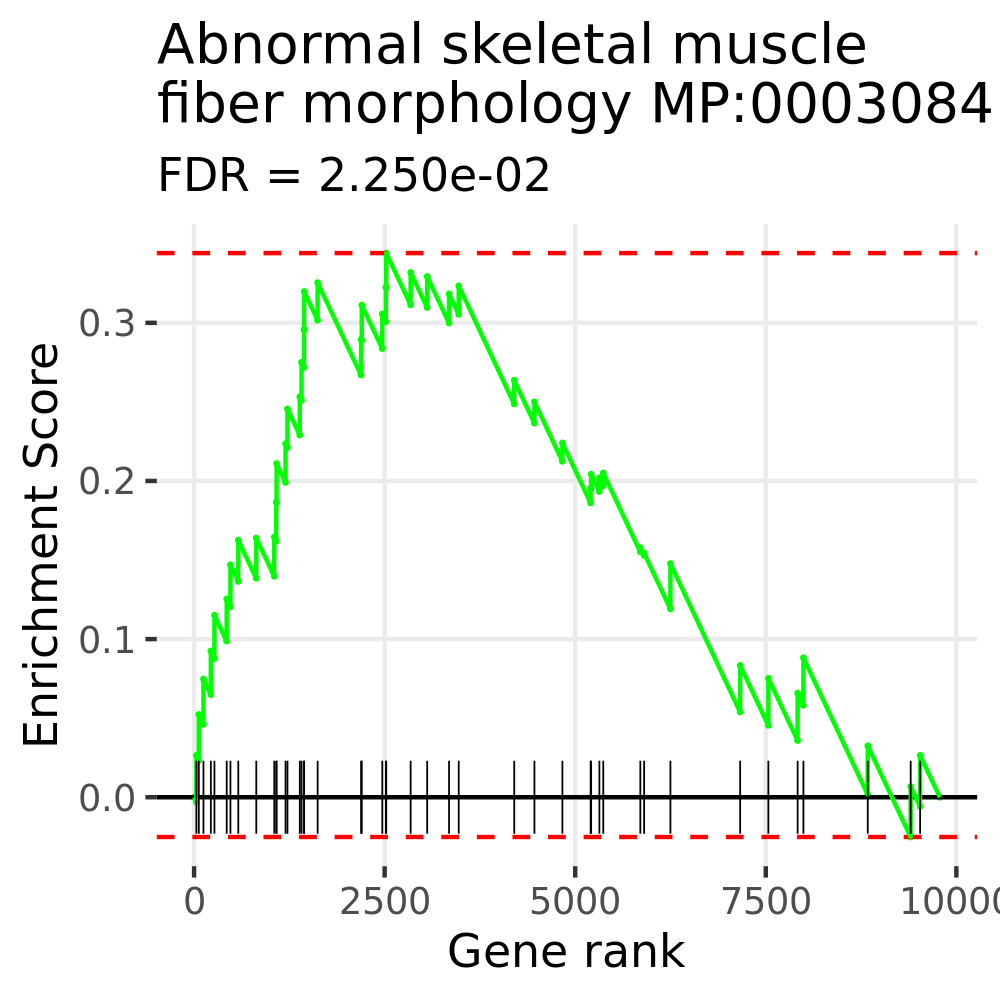 Abnormal skeletal muscle
fiber morphology MP:0003084
FDR = 2.250e-02
Enrichment Score
0.3
0.2
0.1
0.0
0 2500 5000 7500 10000
Gene rank